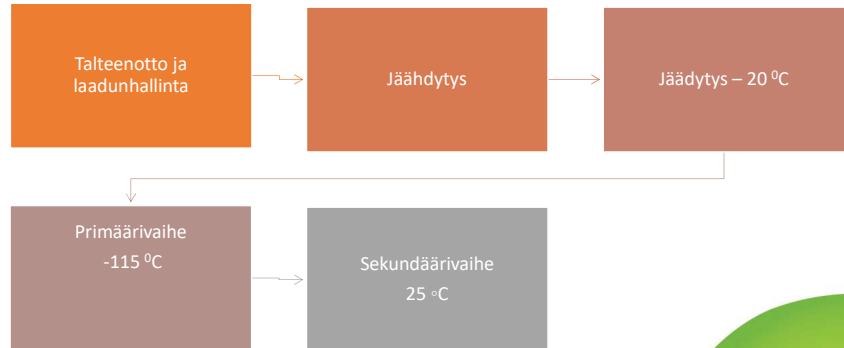 Talteenotto ja
laadunhallinta
Jäähdytys
Jäädytys – 20 ⁰C
Primäärivaihe
-115 ⁰C
Sekundäärivaihe
25 ◦C